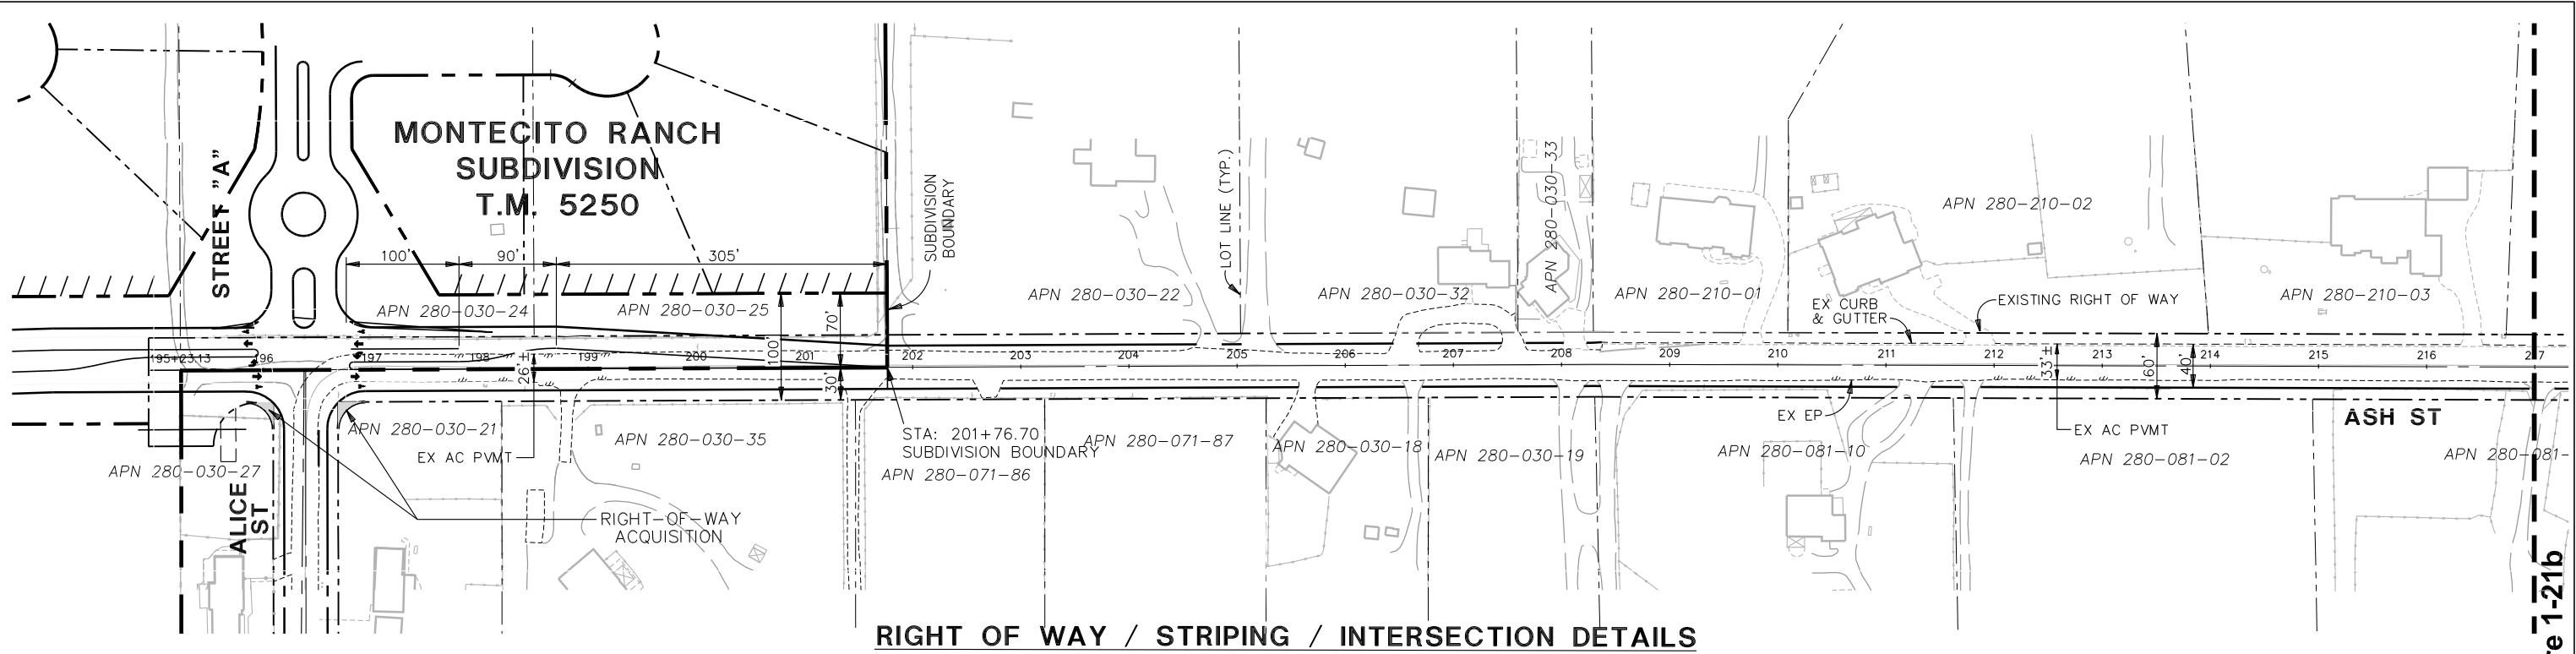 MONTECITO RANCH
SUBDIVISION
T.M. 5250
STREET "A"
100'
90'
305'
APN 280-030-24
APN 280-030-25
70'
100'
30'
SUBDIVISION
BOUNDARY
APN 280-030-22
LOT LINE (TYP.)
APN 280-030-32
APN 280-030-33
APN 280-210-01
EX CURB
& GUTTER
EXISTING RIGHT OF WAY
APN 280-210-02
APN 280-210-03
195+23.13
196
197
198
26'±
199
200
201
202
203
204
205
206
207
208
209
210
211
212
33'±
213
60'
40'
214
215
216
217
APN 280-030-27
ALICE
ST
APN 280-030-21
EX AC PVMT
APN 280-030-35
RIGHT-OF-WAY
ACQUISITION
STA: 201+76.70
SUBDIVISION BOUNDARY
APN 280-071-86
APN 280-071-87
APN 280-030-18
APN 280-030-19
APN 280-081-10
EX EP
EX AC PVMT
APN 280-081-02
ASH ST
APN 280-081-
RIGHT OF WAY / STRIPING / INTERSECTION DETAILS
re 1-21b